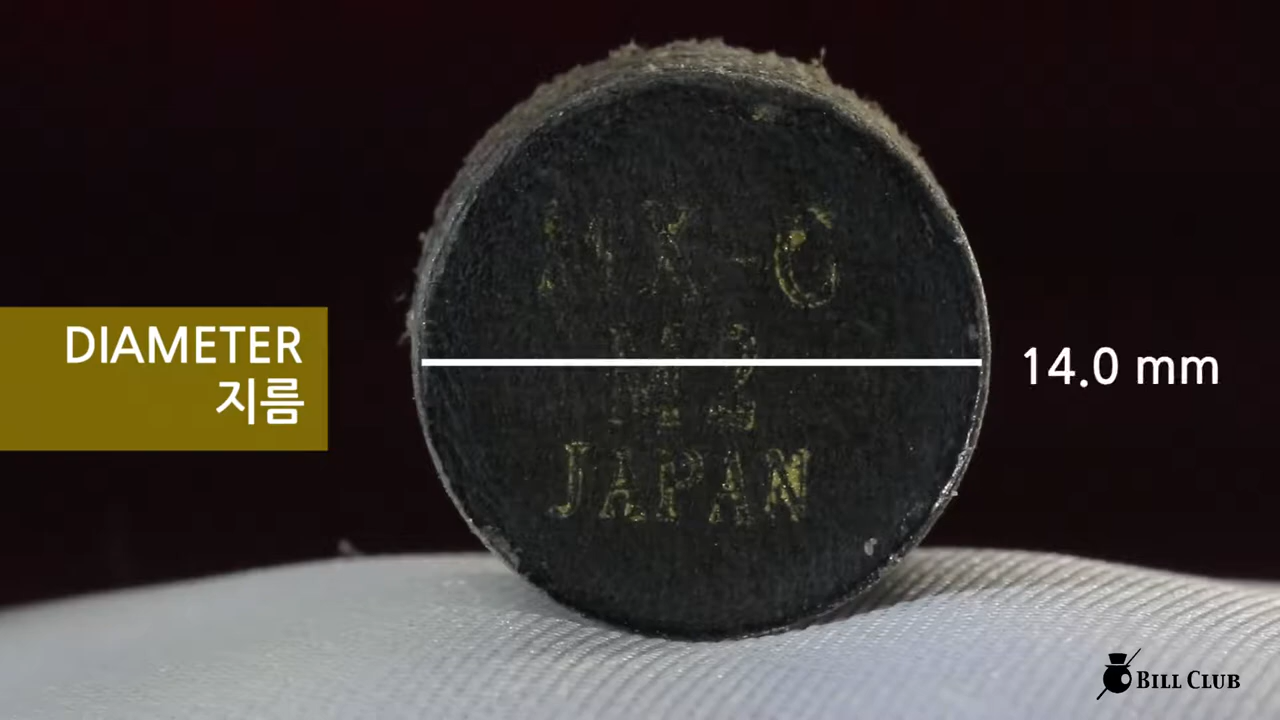 DIAMETER
지름
14.0 mm
JAPAN
BILL CLUB